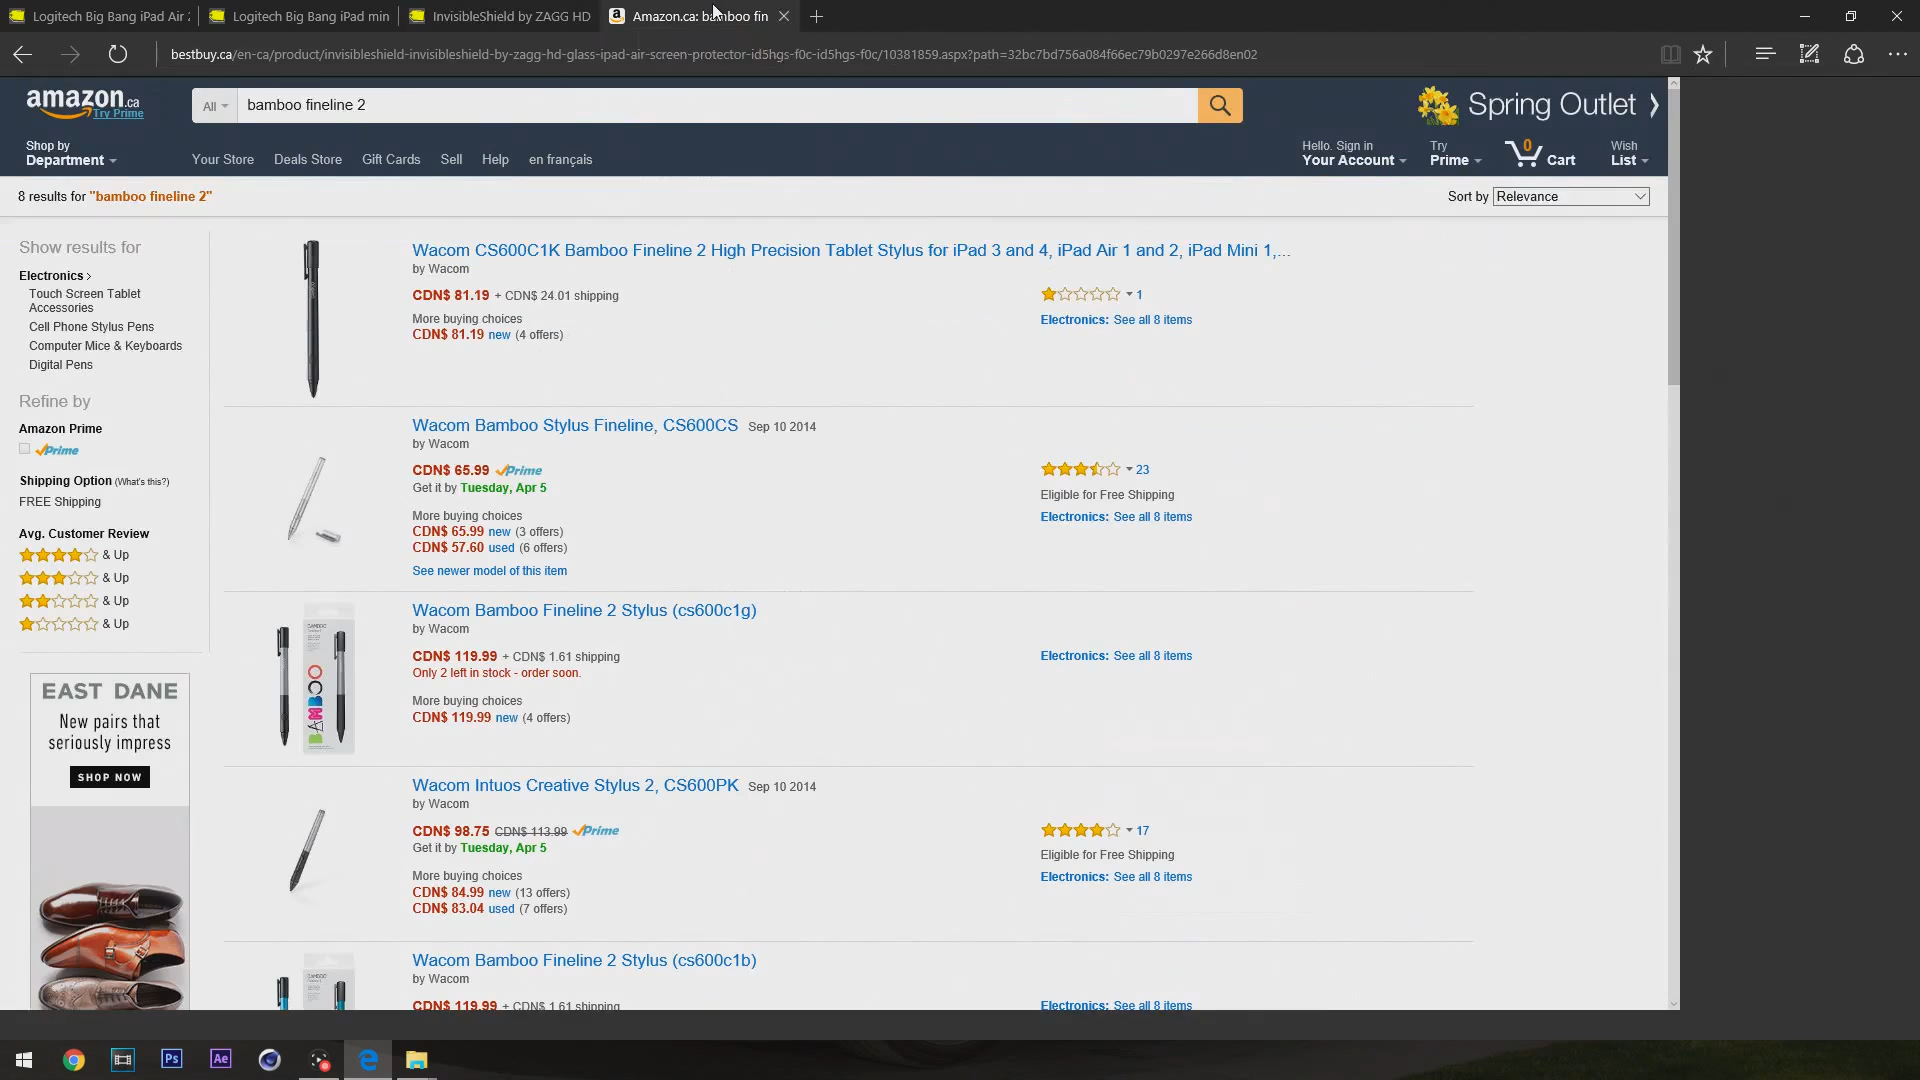 Logitech Big Bang iPad Air
Logitech Big Bang iPad min
InvisibleShield by ZAGG HD
Amazon.ca: bamboo fin
bestbuy.ca/en-ca/product/invisibleshield-invisibleshield-by-zagg-hd-glass-ipad-air-screen-protector-id5hgs-f0c-id5hgs-f0c/10381859.aspx?path=32bc7bd756a084f66ec79b0297e266d8en02
amazon.ca
Try Prime
All
bamboo fineline 2
Spring Outlet
Shop by
Department
Your Store
Deals Store
Gift Cards
Sell
Help
en français
Hello. Sign in
Your Account
Try
Prime
0
Cart
Wish
List
8 results for "bamboo fineline 2"
Sort by
Relevance
Show results for
Electronics
Touch Screen Tablet
Accessories
Cell Phone Stylus Pens
Computer Mice & Keyboards
Digital Pens
Refine by
Amazon Prime
Prime
Shipping Option (What's this?)
FREE Shipping
Avg. Customer Review
& Up
& Up
& Up
& Up
EAST DANE
New pairs that
seriously impress
SHOP NOW
Wacom CS600C1K Bamboo Fineline 2 High Precision Tablet Stylus for iPad 3 and 4, iPad Air 1 and 2, iPad Mini 1,...
by Wacom
CDN$ 81.19 + CDN$ 24.01 shipping
More buying choices
CDN$ 81.19 new (4 offers)
1
Electronics: See all 8 items
Wacom Bamboo Stylus Fineline, CS600CS Sep 10 2014
by Wacom
CDN$ 65.99 Prime
Get it by Tuesday, Apr 5
More buying choices
CDN$ 65.99 new (3 offers)
CDN$ 57.60 used (6 offers)
See newer model of this item
23
Eligible for Free Shipping
Electronics: See all 8 items
BAMBOO
Wacom Bamboo Fineline 2 Stylus (cs600c1g)
by Wacom
CDN$ 119.99 + CDN$ 1.61 shipping
Only 2 left in stock - order soon.
More buying choices
CDN$ 119.99 new (4 offers)
Electronics: See all 8 items
Wacom Intuos Creative Stylus 2, CS600PK Sep 10 2014
by Wacom
CDN$ 98.75 CDN$ 113.99 Prime
Get it by Tuesday, Apr 5
More buying choices
CDN$ 84.99 new (13 offers)
CDN$ 83.04 used (7 offers)
17
Eligible for Free Shipping
Electronics: See all 8 items
Wacom Bamboo Fineline 2 Stylus (cs600c1b)
by Wacom
CDN$ 119.99 + CDN$ 1.61 shipping
Electronics: See all 8 items
Ps
Ae